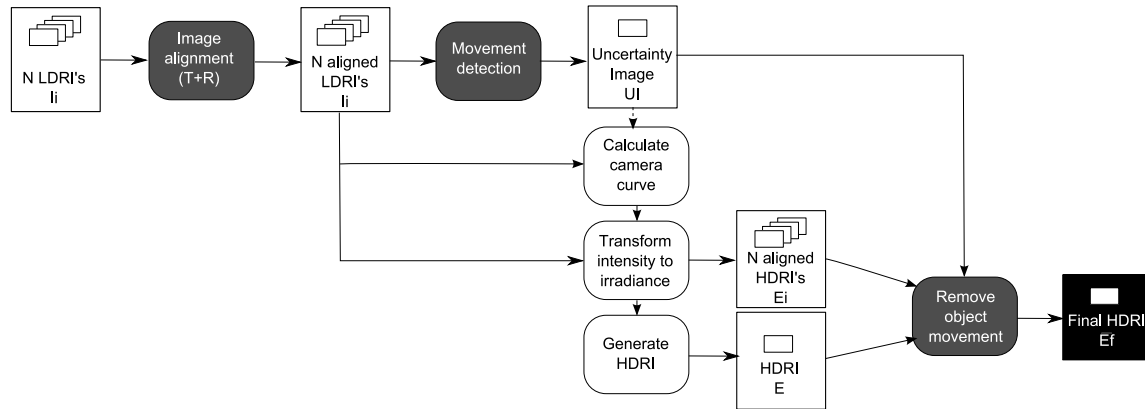 N LDRI's
Ii
Image
alignment
(T+R)
N aligned
LDRI's
Ii
Movement
detection
Uncertainty
Image
UI
Calculate
camera
curve
Transform
intensity to
irradiance
N aligned
HDRI's
Ei
Generate
HDRI
HDRI
E
Remove
object
movement
Final HDRI
Ef